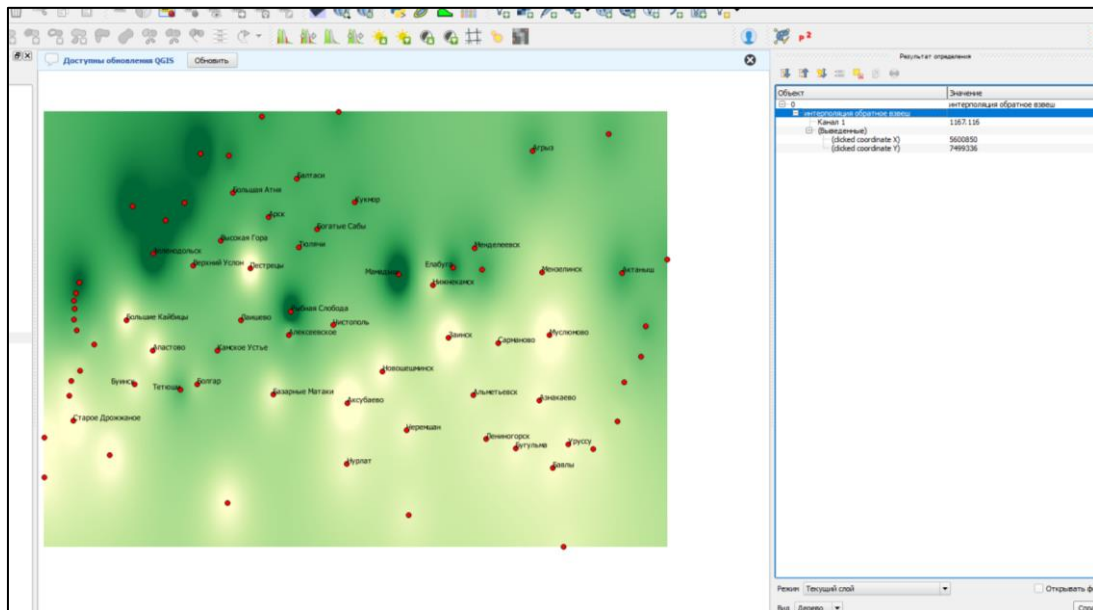 Доступны обновления QGIS
Обновить
Результат определения
Объект
Значение
0
интерполяция обратное взвеш
интерполяция обратное взвеш
Канал 1
1167.116
(Выведенные)
(clicked coordinate X)
5600850
(clicked coordinate Y)
7499336
Агрыз
Балтаси
Большая Атня
Кукмор
Арск
Богатые Сабы
Высокая Гора
Тюлячи
Менделеевск
Зеленодольск
Верхний Услон
Пестрецы
Мамадыш
Елабуга
Мензелинск
Актаныш
Нижнекамск
Рыбная Слобода
Большие Кайбицы
Лаишево
Чистополь
Алексеевское
Заинск
Сарманово
Муслюмово
Апастово
Камское Устье
Новошешминск
Буинск
Тетюши
Болгар
Базарные Матаки
Аксубаево
Альметьевск
Азнакаево
Старое Дрожжаное
Черемшан
Лениногорск
Бугульма
Уруссу
Нурлат
Бавлы
Режим
Текущий слой
Открывать ф
Вид
Дерево
Спра